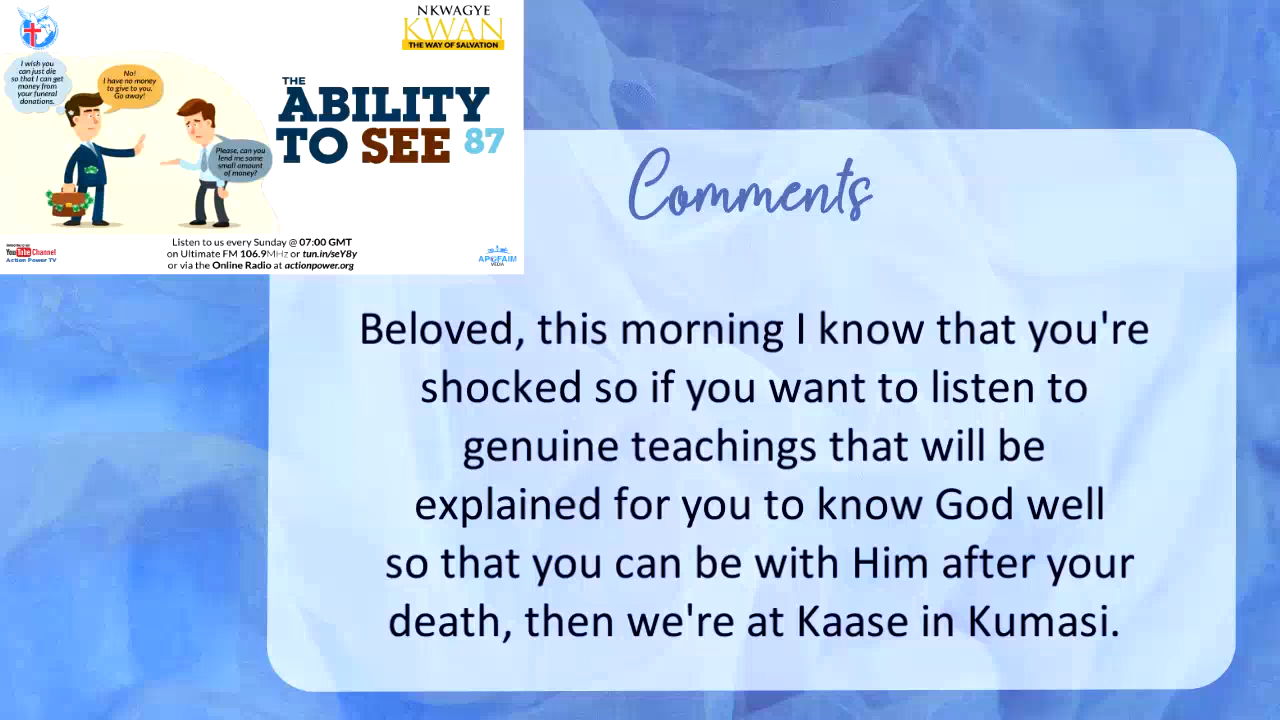 NKWAGYE
KWAN
THE WAY OF SALVATION
I wish you
can just die
so that I can get
money from
your funeral
donations.
No!
I have no money
to give to you.
Go away!
Please, can you
lend me some
small amount
of money?
THE
ABILITY
TO SEE 87
Listen to us every Sunday @ 07:00 GMT
on Ultimate FM 106.9MHz or tun.in/seY8y
or via the Online Radio at actionpower.org
YouTube Channel
Action Power TV
APOFAIM
MEDIA
Comments
Beloved, this morning I know that you're
shocked so if you want to listen to
genuine teachings that will be
explained for you to know God well
so that you can be with Him after your
death, then we're at Kaase in Kumasi.